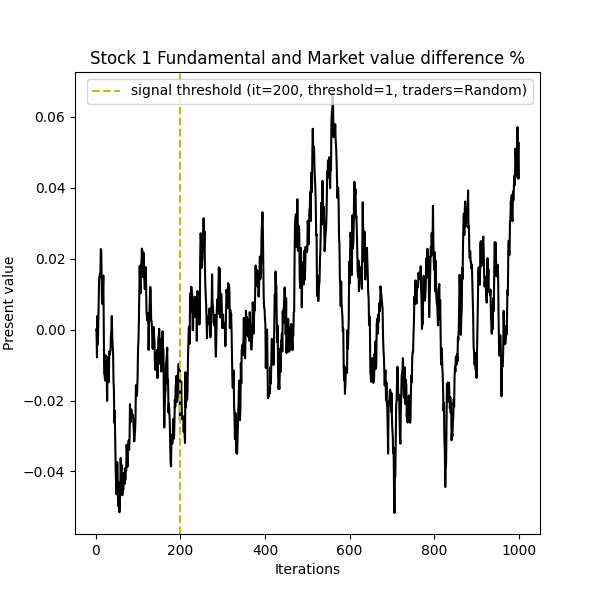 Stock 1 Fundamental and Market value difference %
signal threshold (it=200, threshold=1, traders=Random)
0.06
0.04
0.02
0.00
−0.02
−0.04
Present value
0 200 400 600 800 1000
Iterations